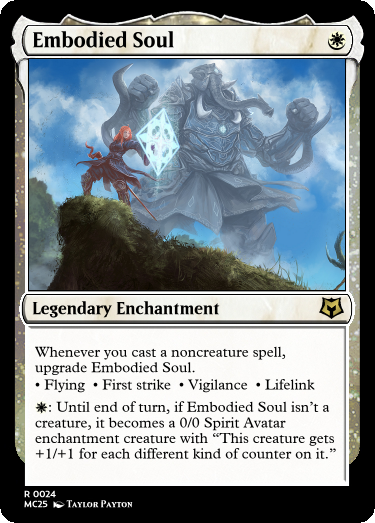 Embodied Soul
Legendary Enchantment
Whenever you cast a noncreature spell,
upgrade Embodied Soul.
• Flying • First strike • Vigilance • Lifelink
: Until end of turn, if Embodied Soul isn't a
creature, it becomes a 0/0 Spirit Avatar
enchantment creature with “This creature gets
+1/+1 for each different kind of counter on it.”
R 0024
MC25 Taylor Payton